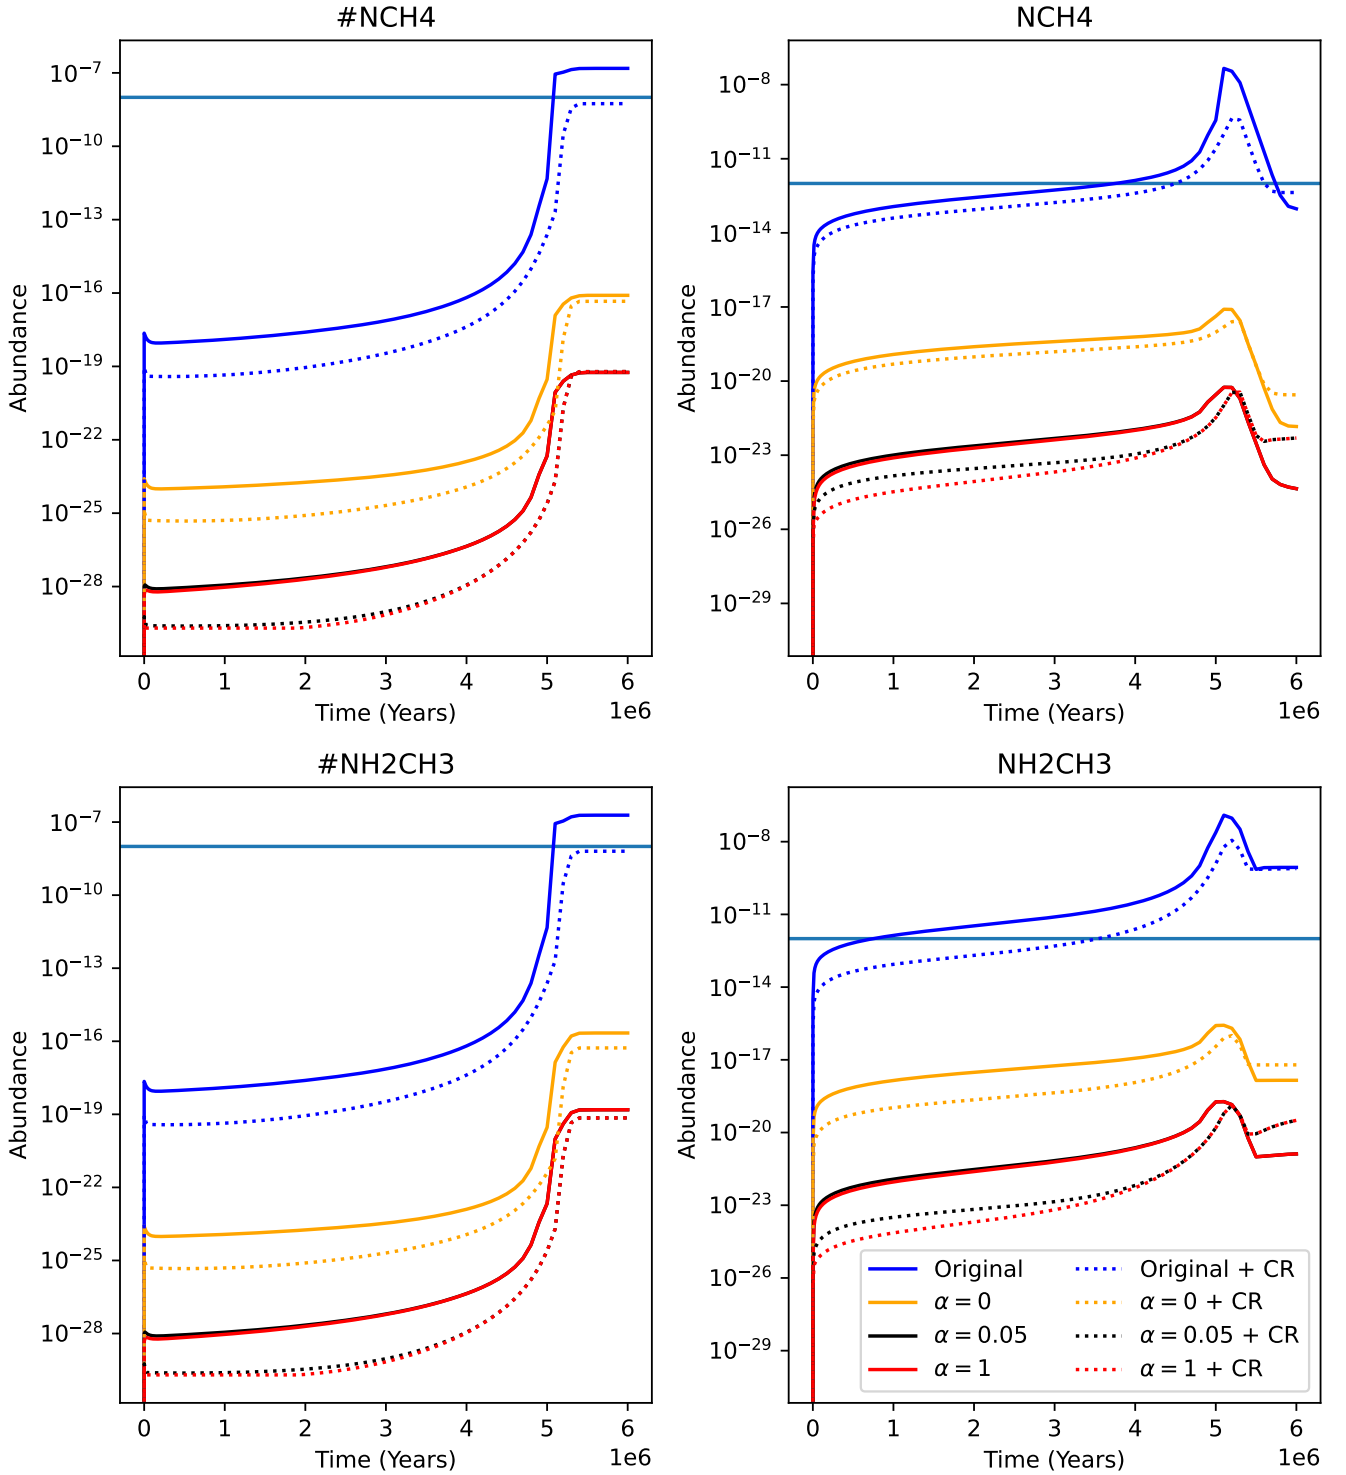 #NCH4
NCH4
Abundance
10⁻⁷
10⁻¹⁰
10⁻¹³
10⁻¹⁶
10⁻¹⁹
10⁻²²
10⁻²⁵
10⁻²⁸
0 1 2 3 4 5 6
1e6
Time (Years)
Abundance
10⁻⁸
10⁻¹¹
10⁻¹⁴
10⁻¹⁷
10⁻²⁰
10⁻²³
10⁻²⁶
10⁻²⁹
0 1 2 3 4 5 6
1e6
Time (Years)
#NH2CH3
NH2CH3
Abundance
10⁻⁷
10⁻¹⁰
10⁻¹³
10⁻¹⁶
10⁻¹⁹
10⁻²²
10⁻²⁵
10⁻²⁸
0 1 2 3 4 5 6
1e6
Time (Years)
Abundance
10⁻⁸
10⁻¹¹
10⁻¹⁴
10⁻¹⁷
10⁻²⁰
10⁻²³
10⁻²⁶
10⁻²⁹
Original
α = 0
α = 0.05
α = 1
Original + CR
α = 0 + CR
α = 0.05 + CR
α = 1 + CR
0 1 2 3 4 5 6
1e6
Time (Years)